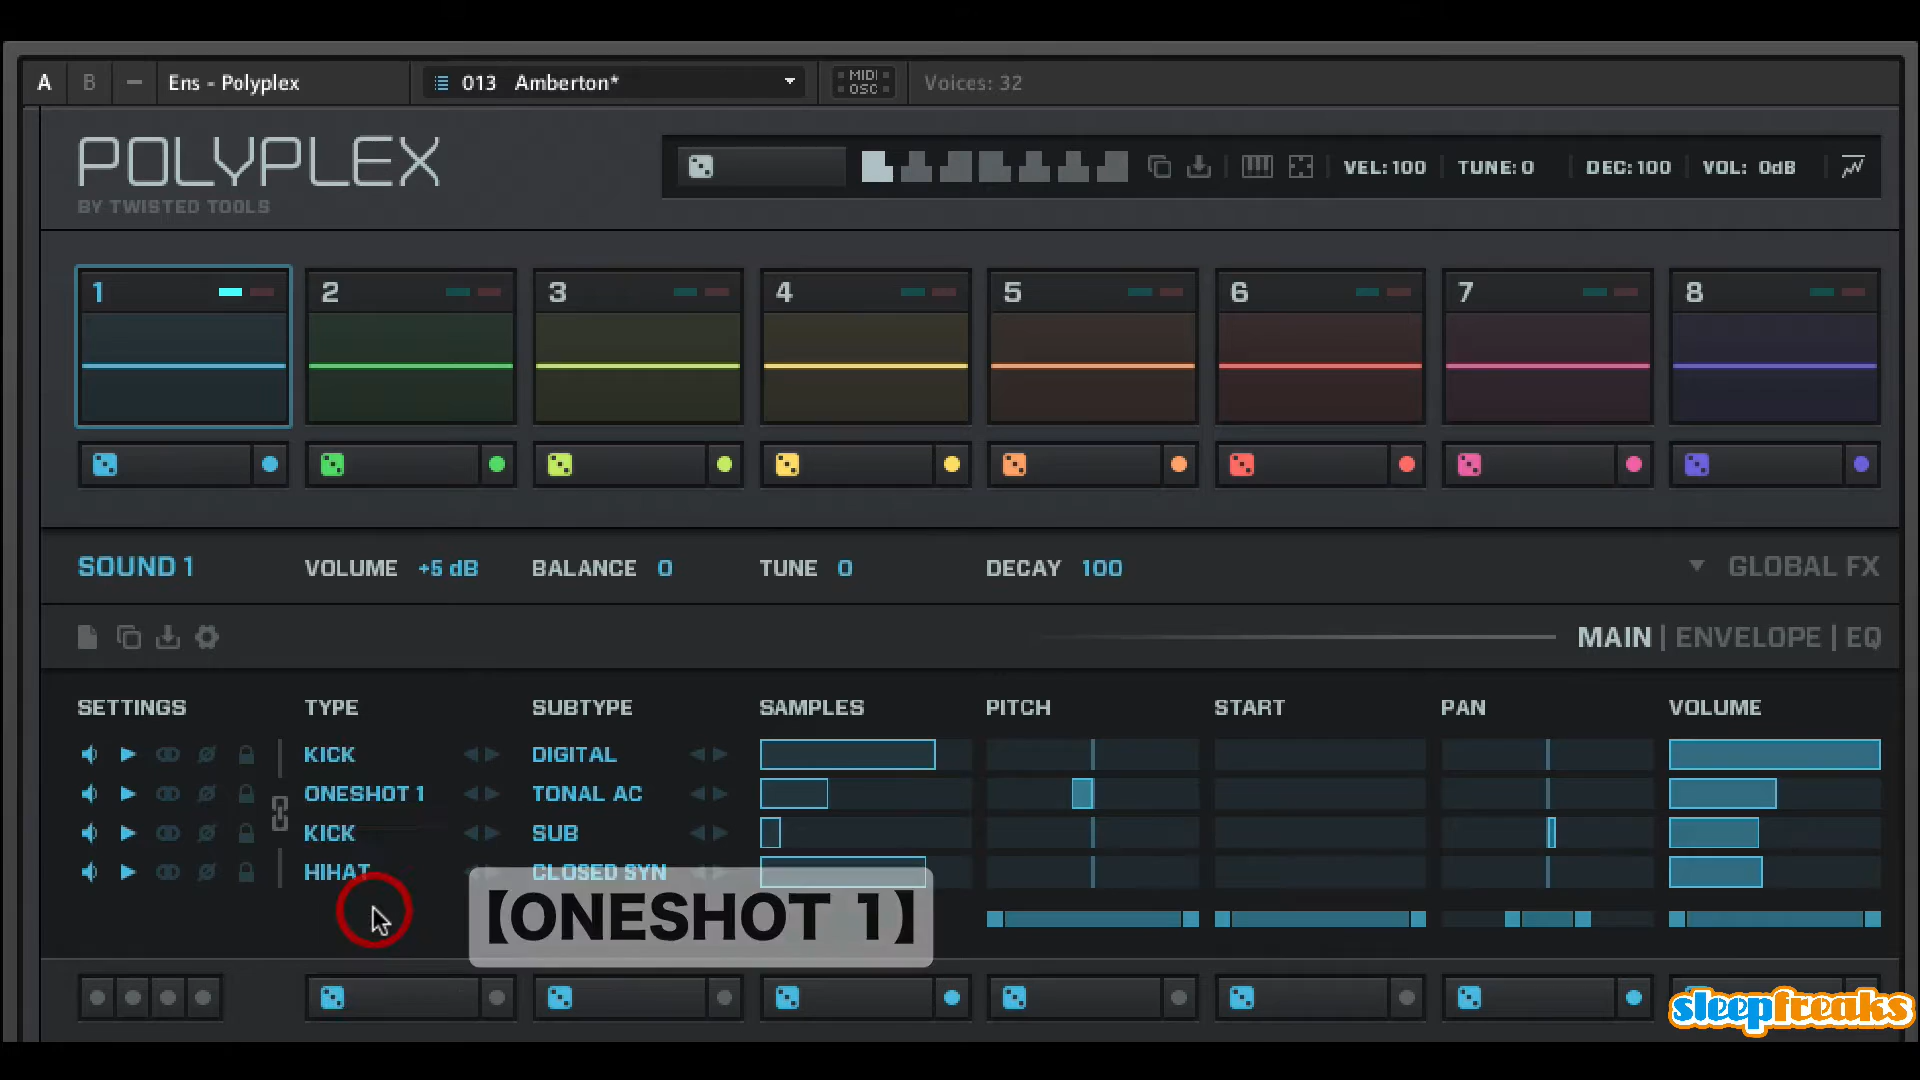 A B Ens - Polyplex 013 Amberton* MIDI OSC Voices: 32
POLYPLEX
BY TWISTED TOOLS
VEL: 100 TUNE: 0 DEC: 100 VOL: 0dB
1 2 3 4 5 6 7 8
SOUND 1 VOLUME +5 dB BALANCE 0 TUNE 0 DECAY 100 GLOBAL FX
MAIN | ENVELOPE | EQ
SETTINGS TYPE SUBTYPE SAMPLES PITCH START PAN VOLUME
KICK DIGITAL
ONESHOT 1 TONAL AC
KICK SUB
HIHAT CLOSED SYN
【ONESHOT 1】
sleepfreaks